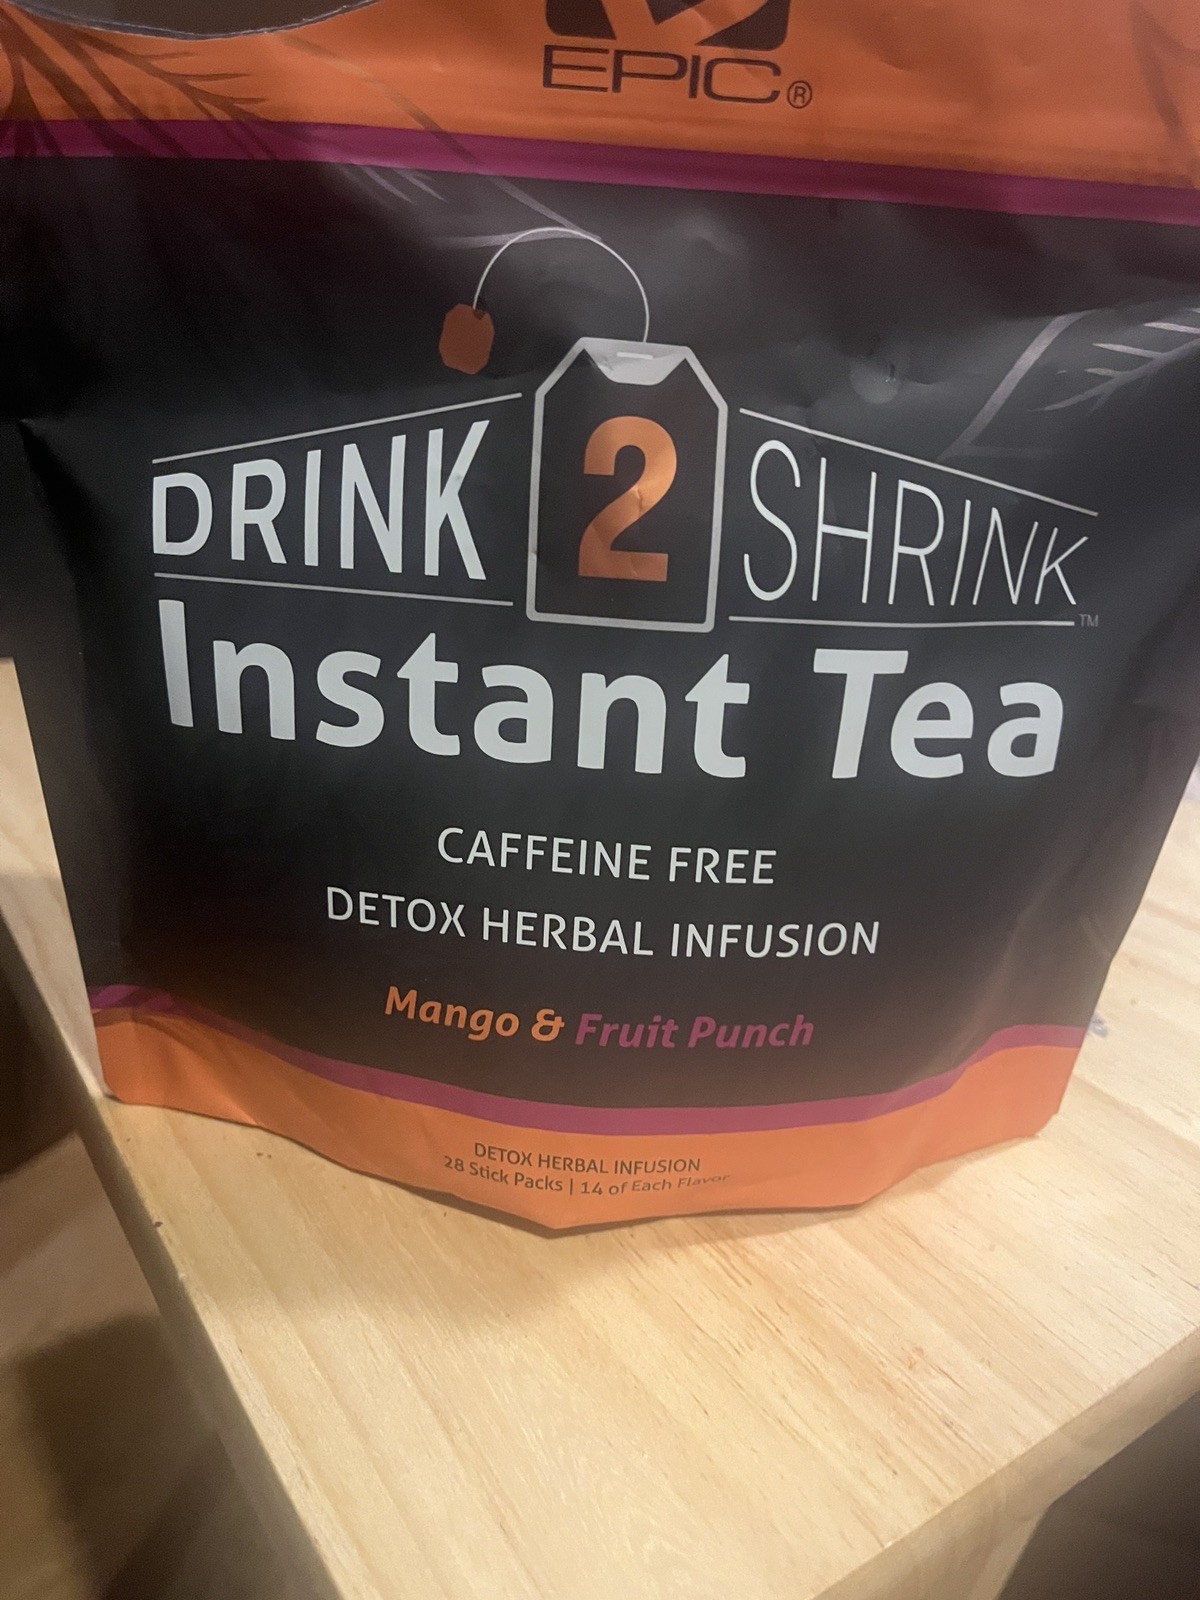 EPIC®
DRINK 2 SHRINK™
Instant Tea
CAFFEINE FREE
DETOX HERBAL INFUSION
Mango & Fruit Punch
DETOX HERBAL INFUSION
28 Stick Packs | 14 of Each Flavor